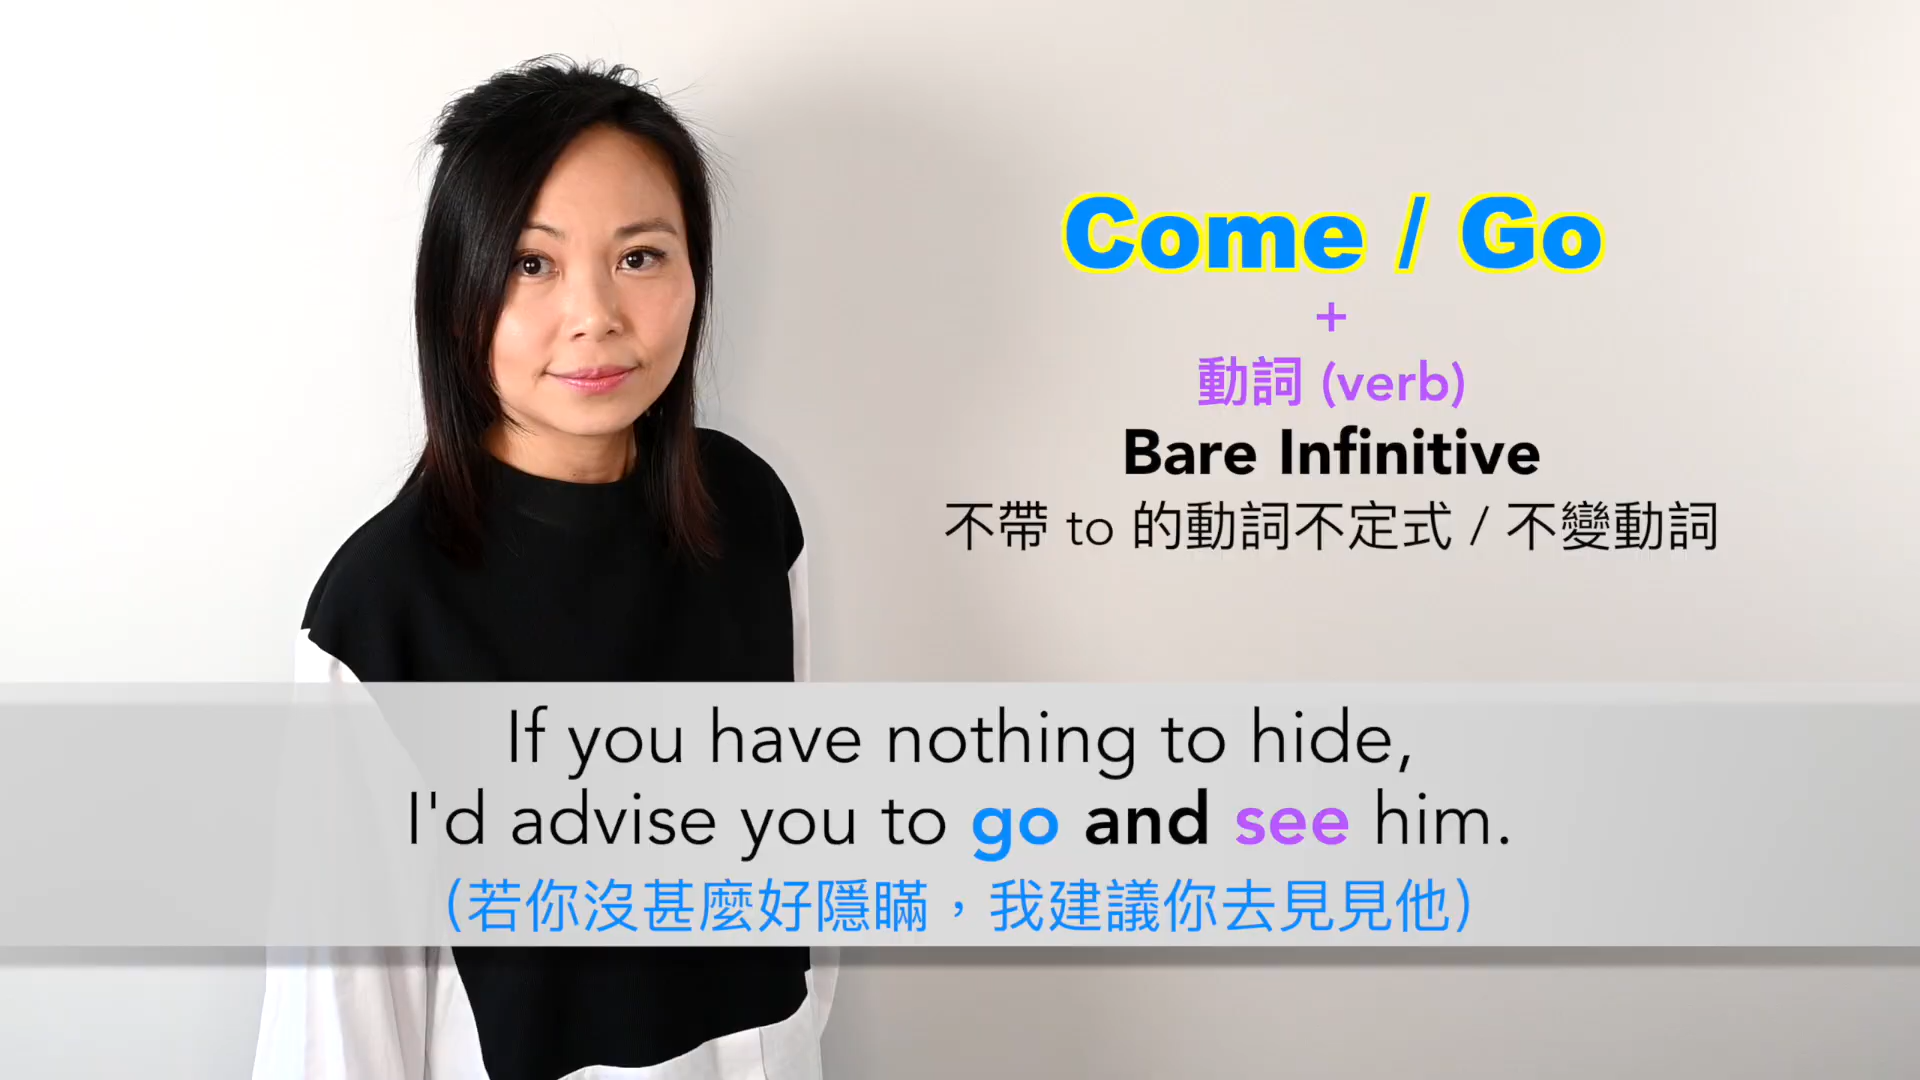 Come / Go
+
動詞 (verb)
Bare Infinitive
不帶 to 的動詞不定式 / 不變動詞
If you have nothing to hide,
I'd advise you to go and see him.
(若你沒甚麼好隱瞞，我建議你去見見他)